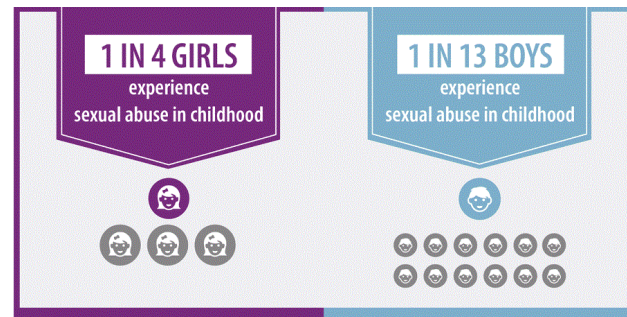 1 IN 4 GIRLS
experience
sexual abuse in childhood
1 IN 13 BOYS
experience
sexual abuse in childhood